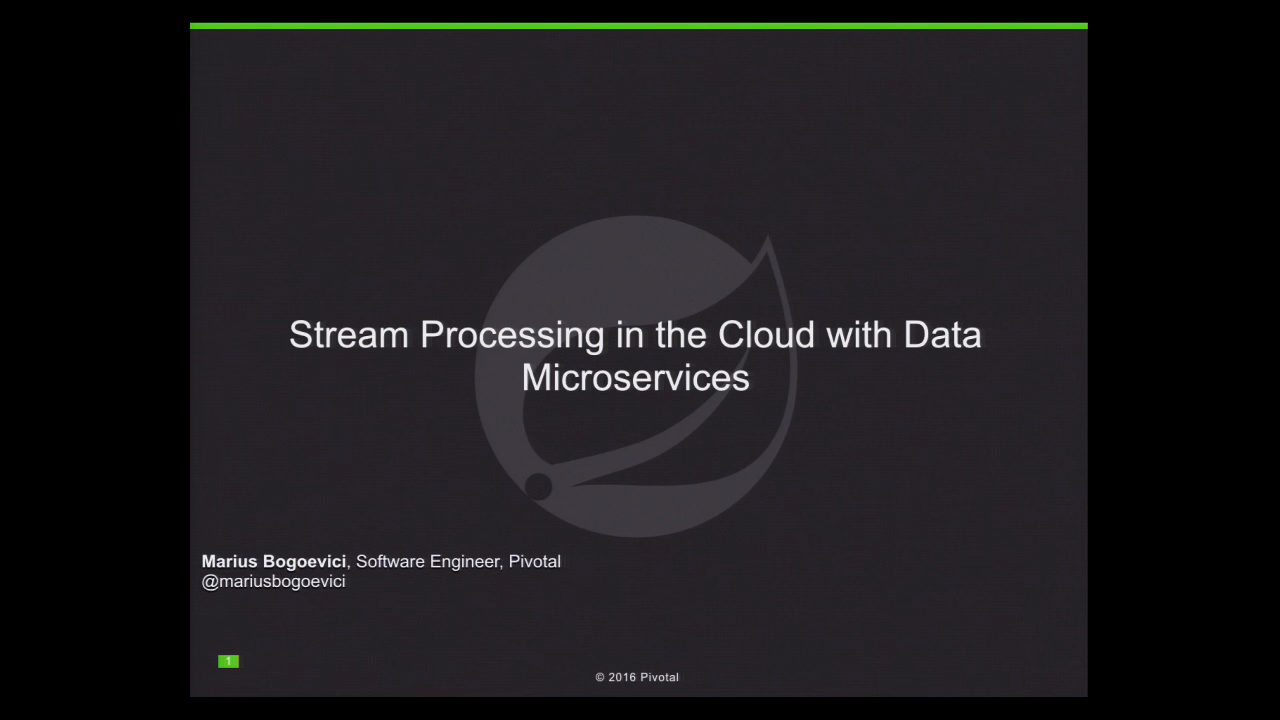 Stream Processing in the Cloud with Data
Microservices
Marius Bogoevici, Software Engineer, Pivotal
@mariusbogoevici
1
© 2016 Pivotal